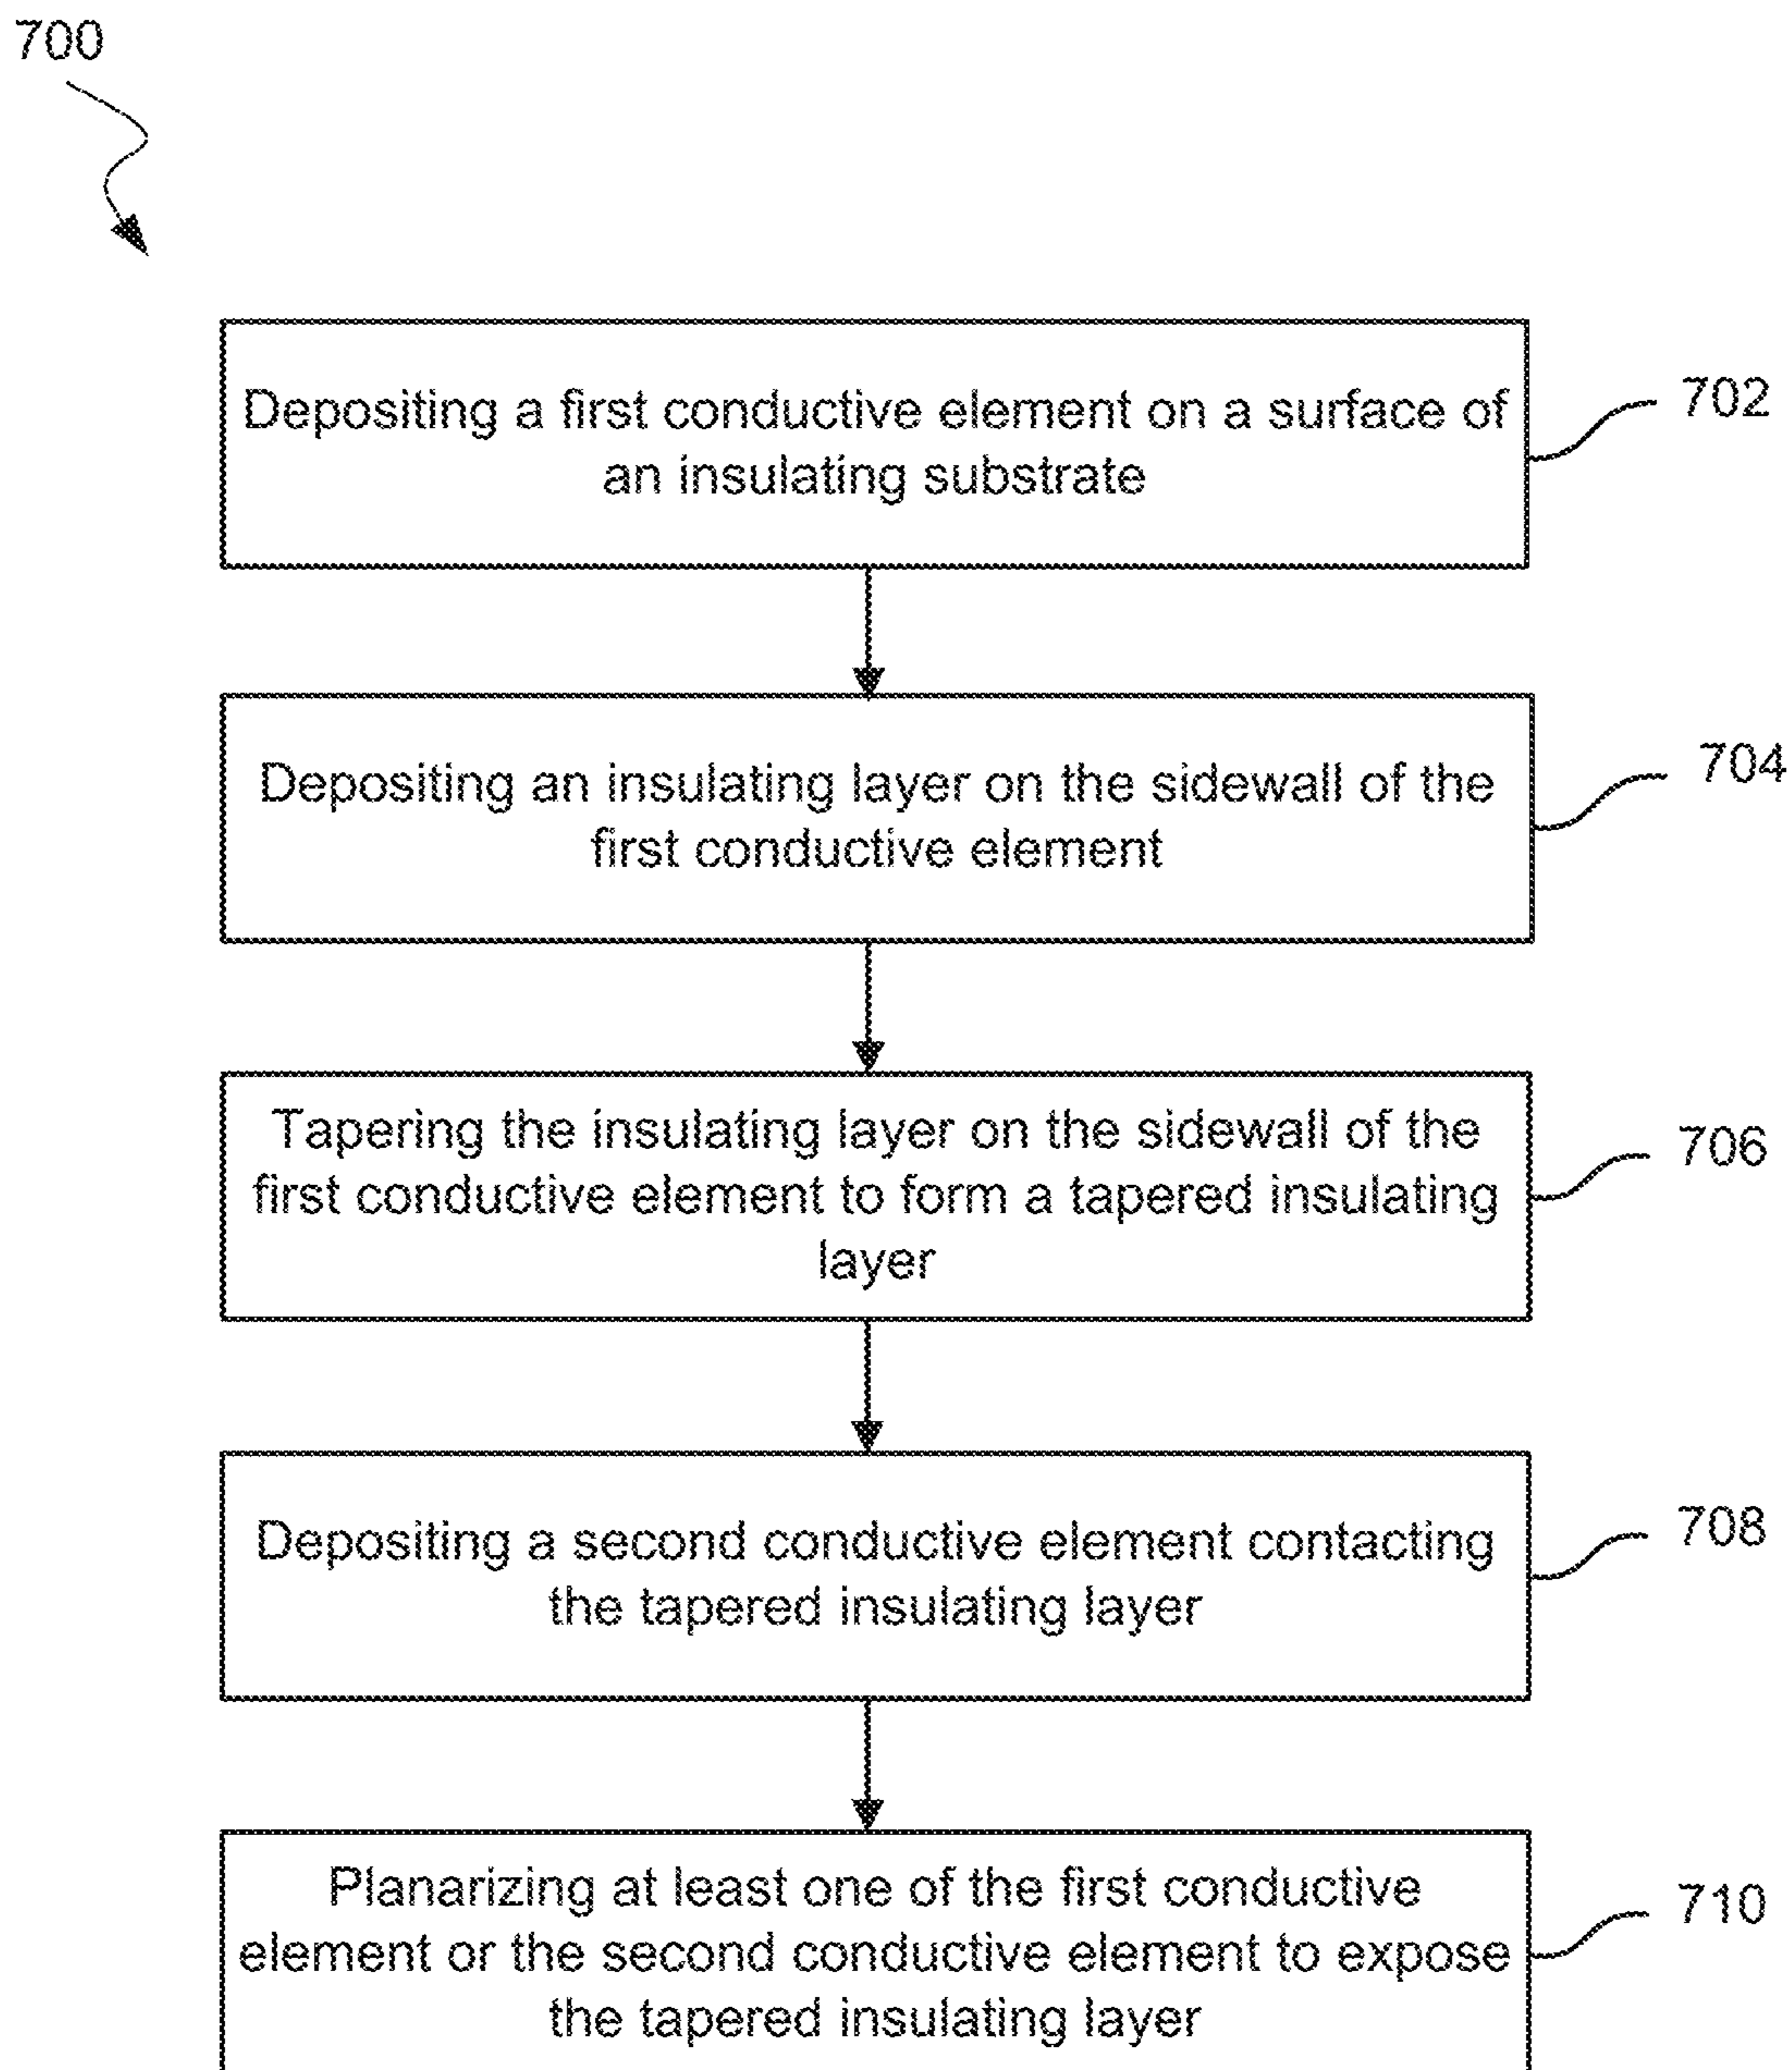 700
Depositing a first conductive element on a surface of
an insulating substrate
702
Depositing an insulating layer on the sidewall of the
first conductive element
704
Tapering the insulating layer on the sidewall of the
first conductive element to form a tapered insulating
layer
706
Depositing a second conductive element contacting
the tapered insulating layer
708
Planarizing at least one of the first conductive
element or the second conductive element to expose
the tapered insulating layer
710